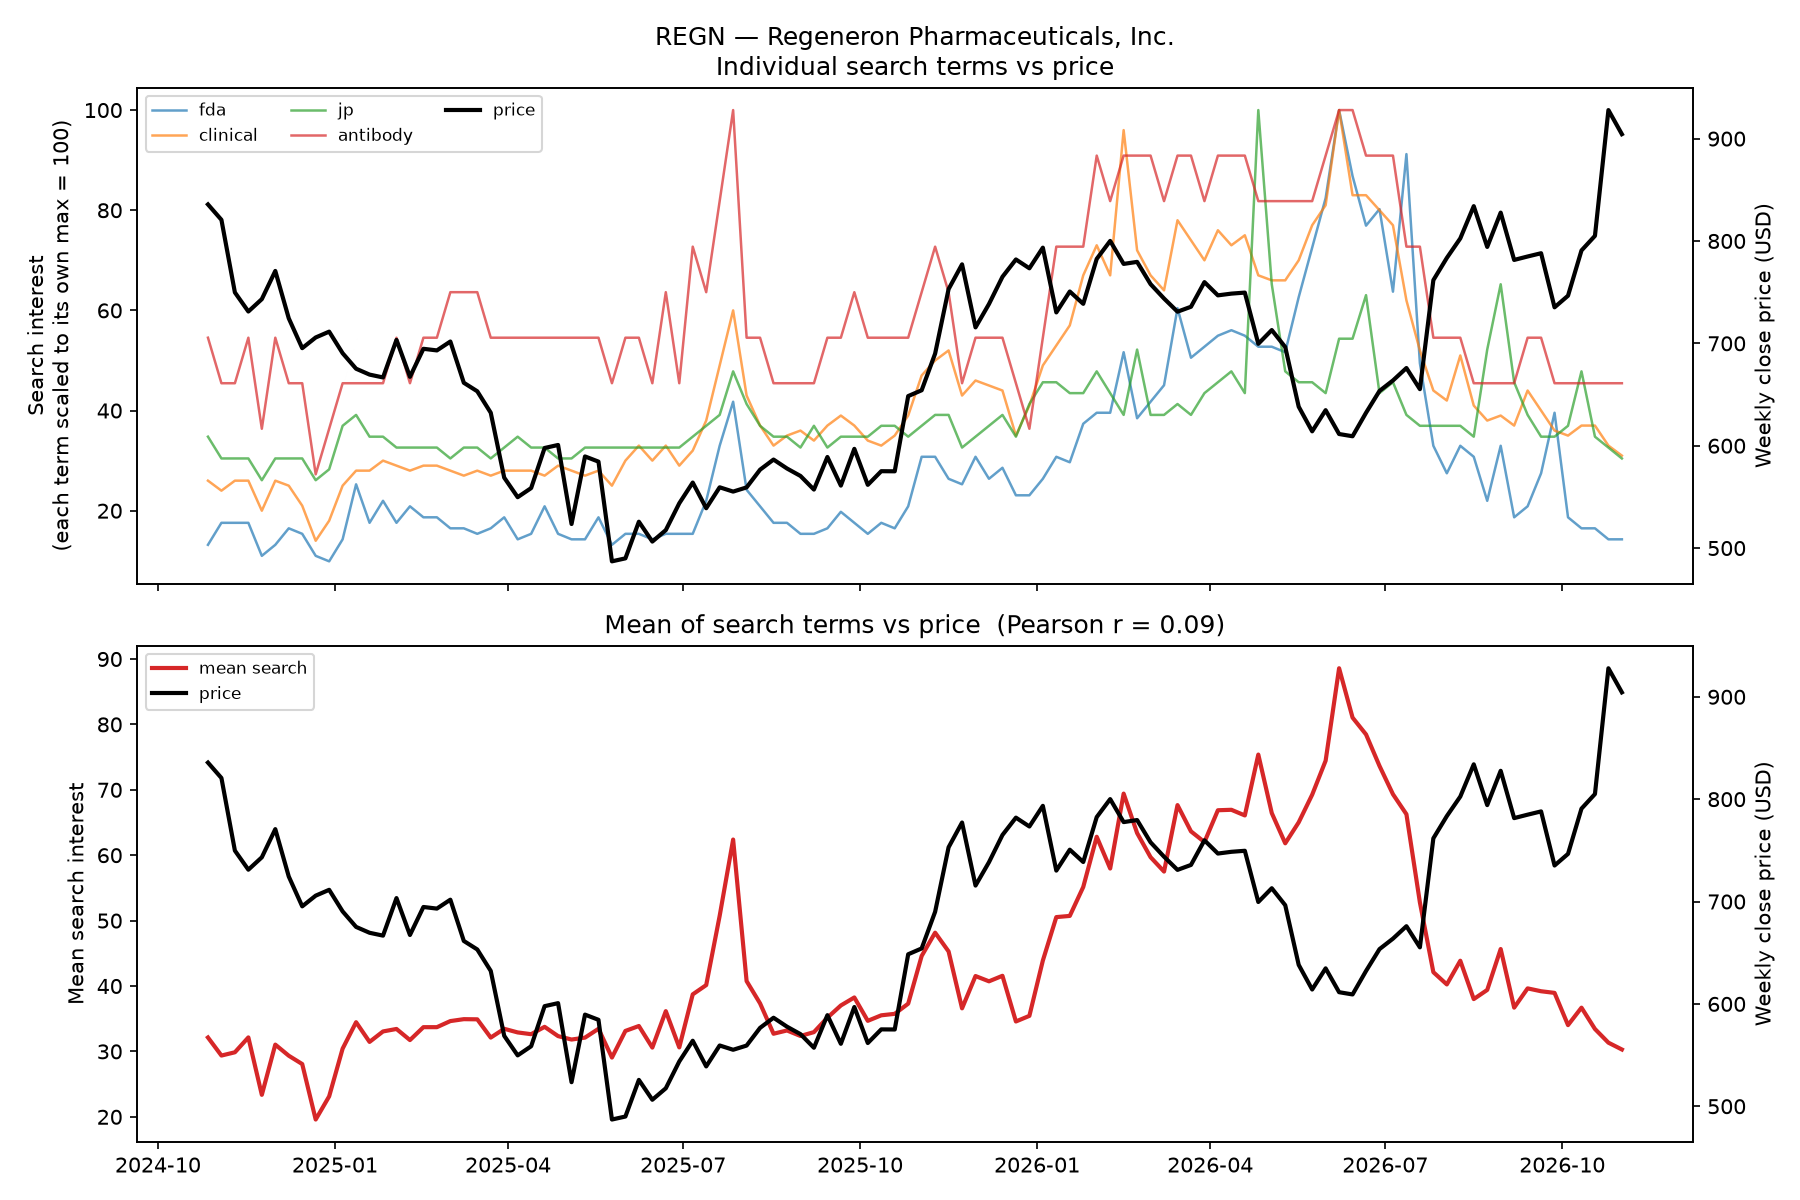 REGN — Regeneron Pharmaceuticals, Inc.
Individual search terms vs price
fda
clinical
jp
antibody
price
Search interest
(each term scaled to its own max = 100)
100
80
60
40
20
900
800
700
600
500
Weekly close price (USD)
Mean of search terms vs price (Pearson r = 0.09)
mean search
price
Mean search interest
90
80
70
60
50
40
30
20
900
800
700
600
500
Weekly close price (USD)
2024-10
2025-01
2025-04
2025-07
2025-10
2026-01
2026-04
2026-07
2026-10